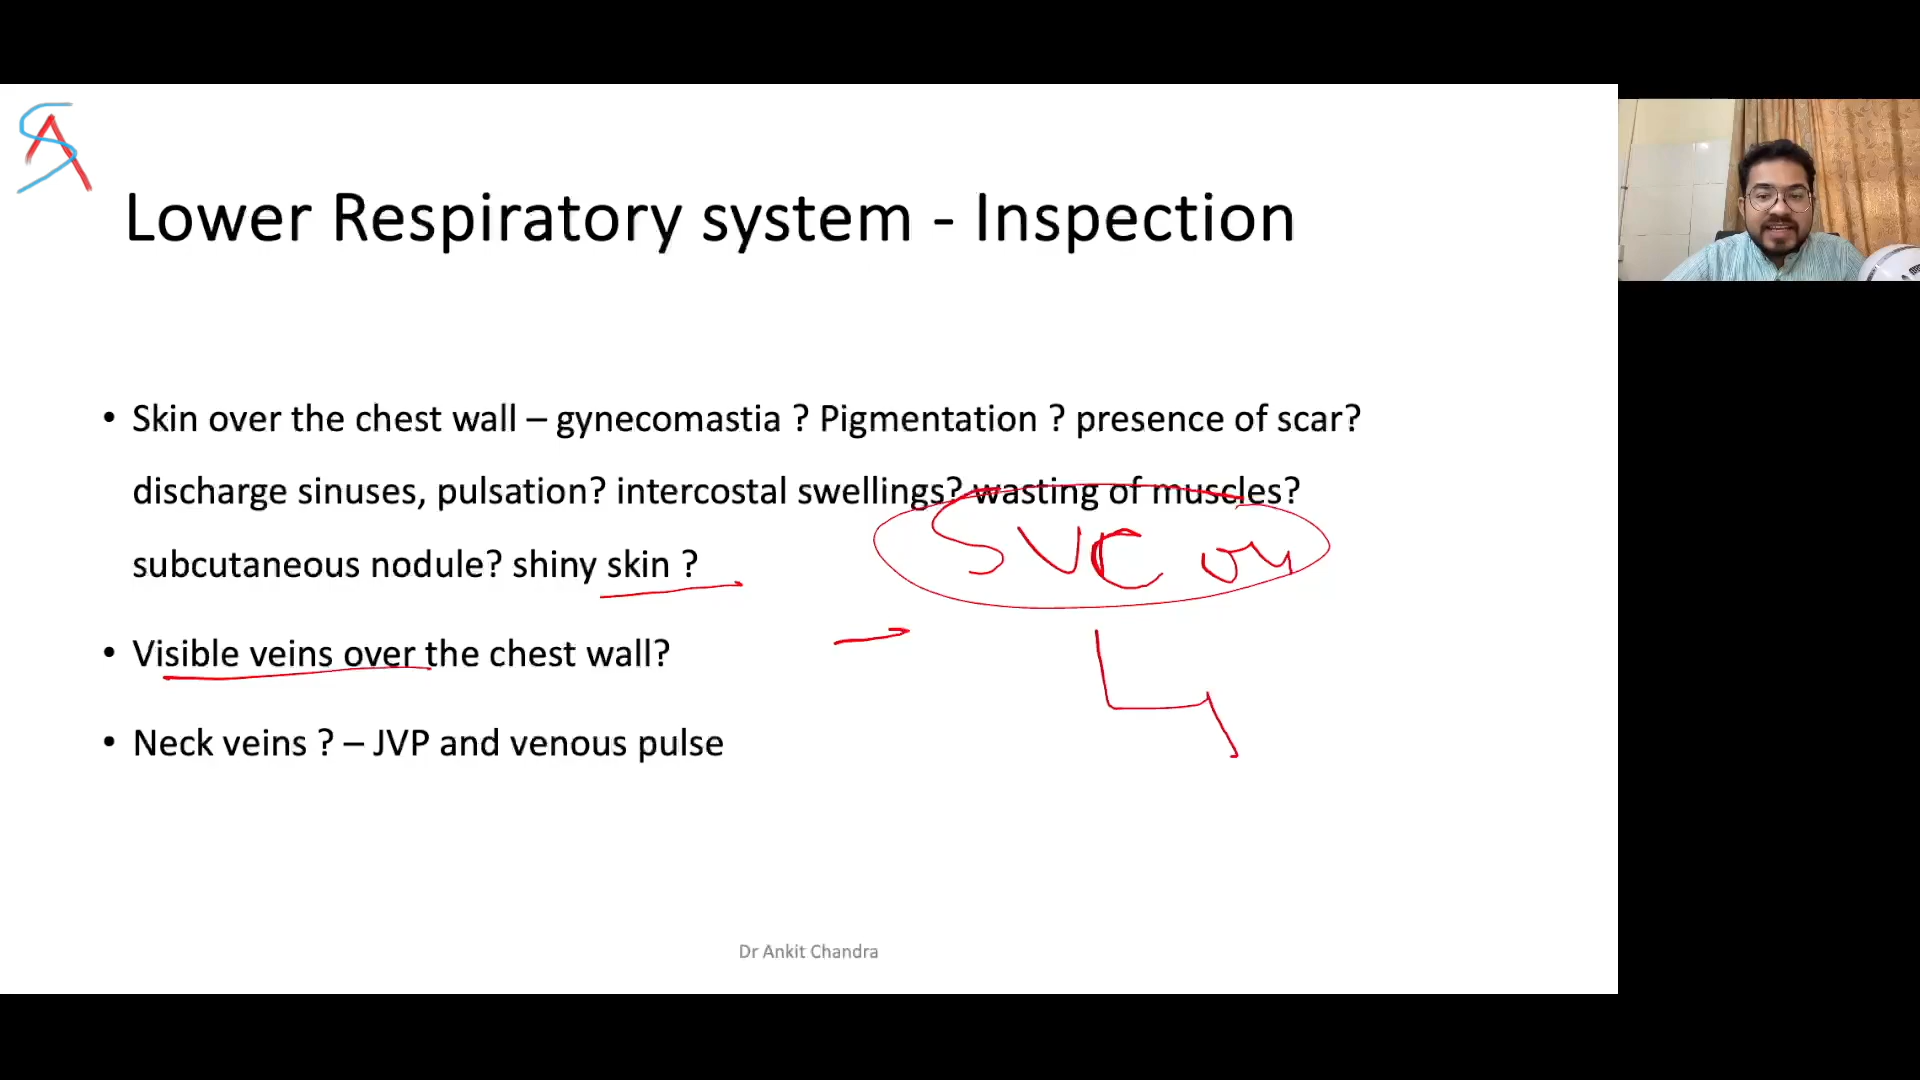 Lower Respiratory system - Inspection
• Skin over the chest wall – gynecomastia ? Pigmentation ? presence of scar?
discharge sinuses, pulsation? intercostal swellings? wasting of muscles?
subcutaneous nodule? shiny skin ?
SVC
• Visible veins over the chest wall?
• Neck veins ? – JVP and venous pulse
Dr Ankit Chandra